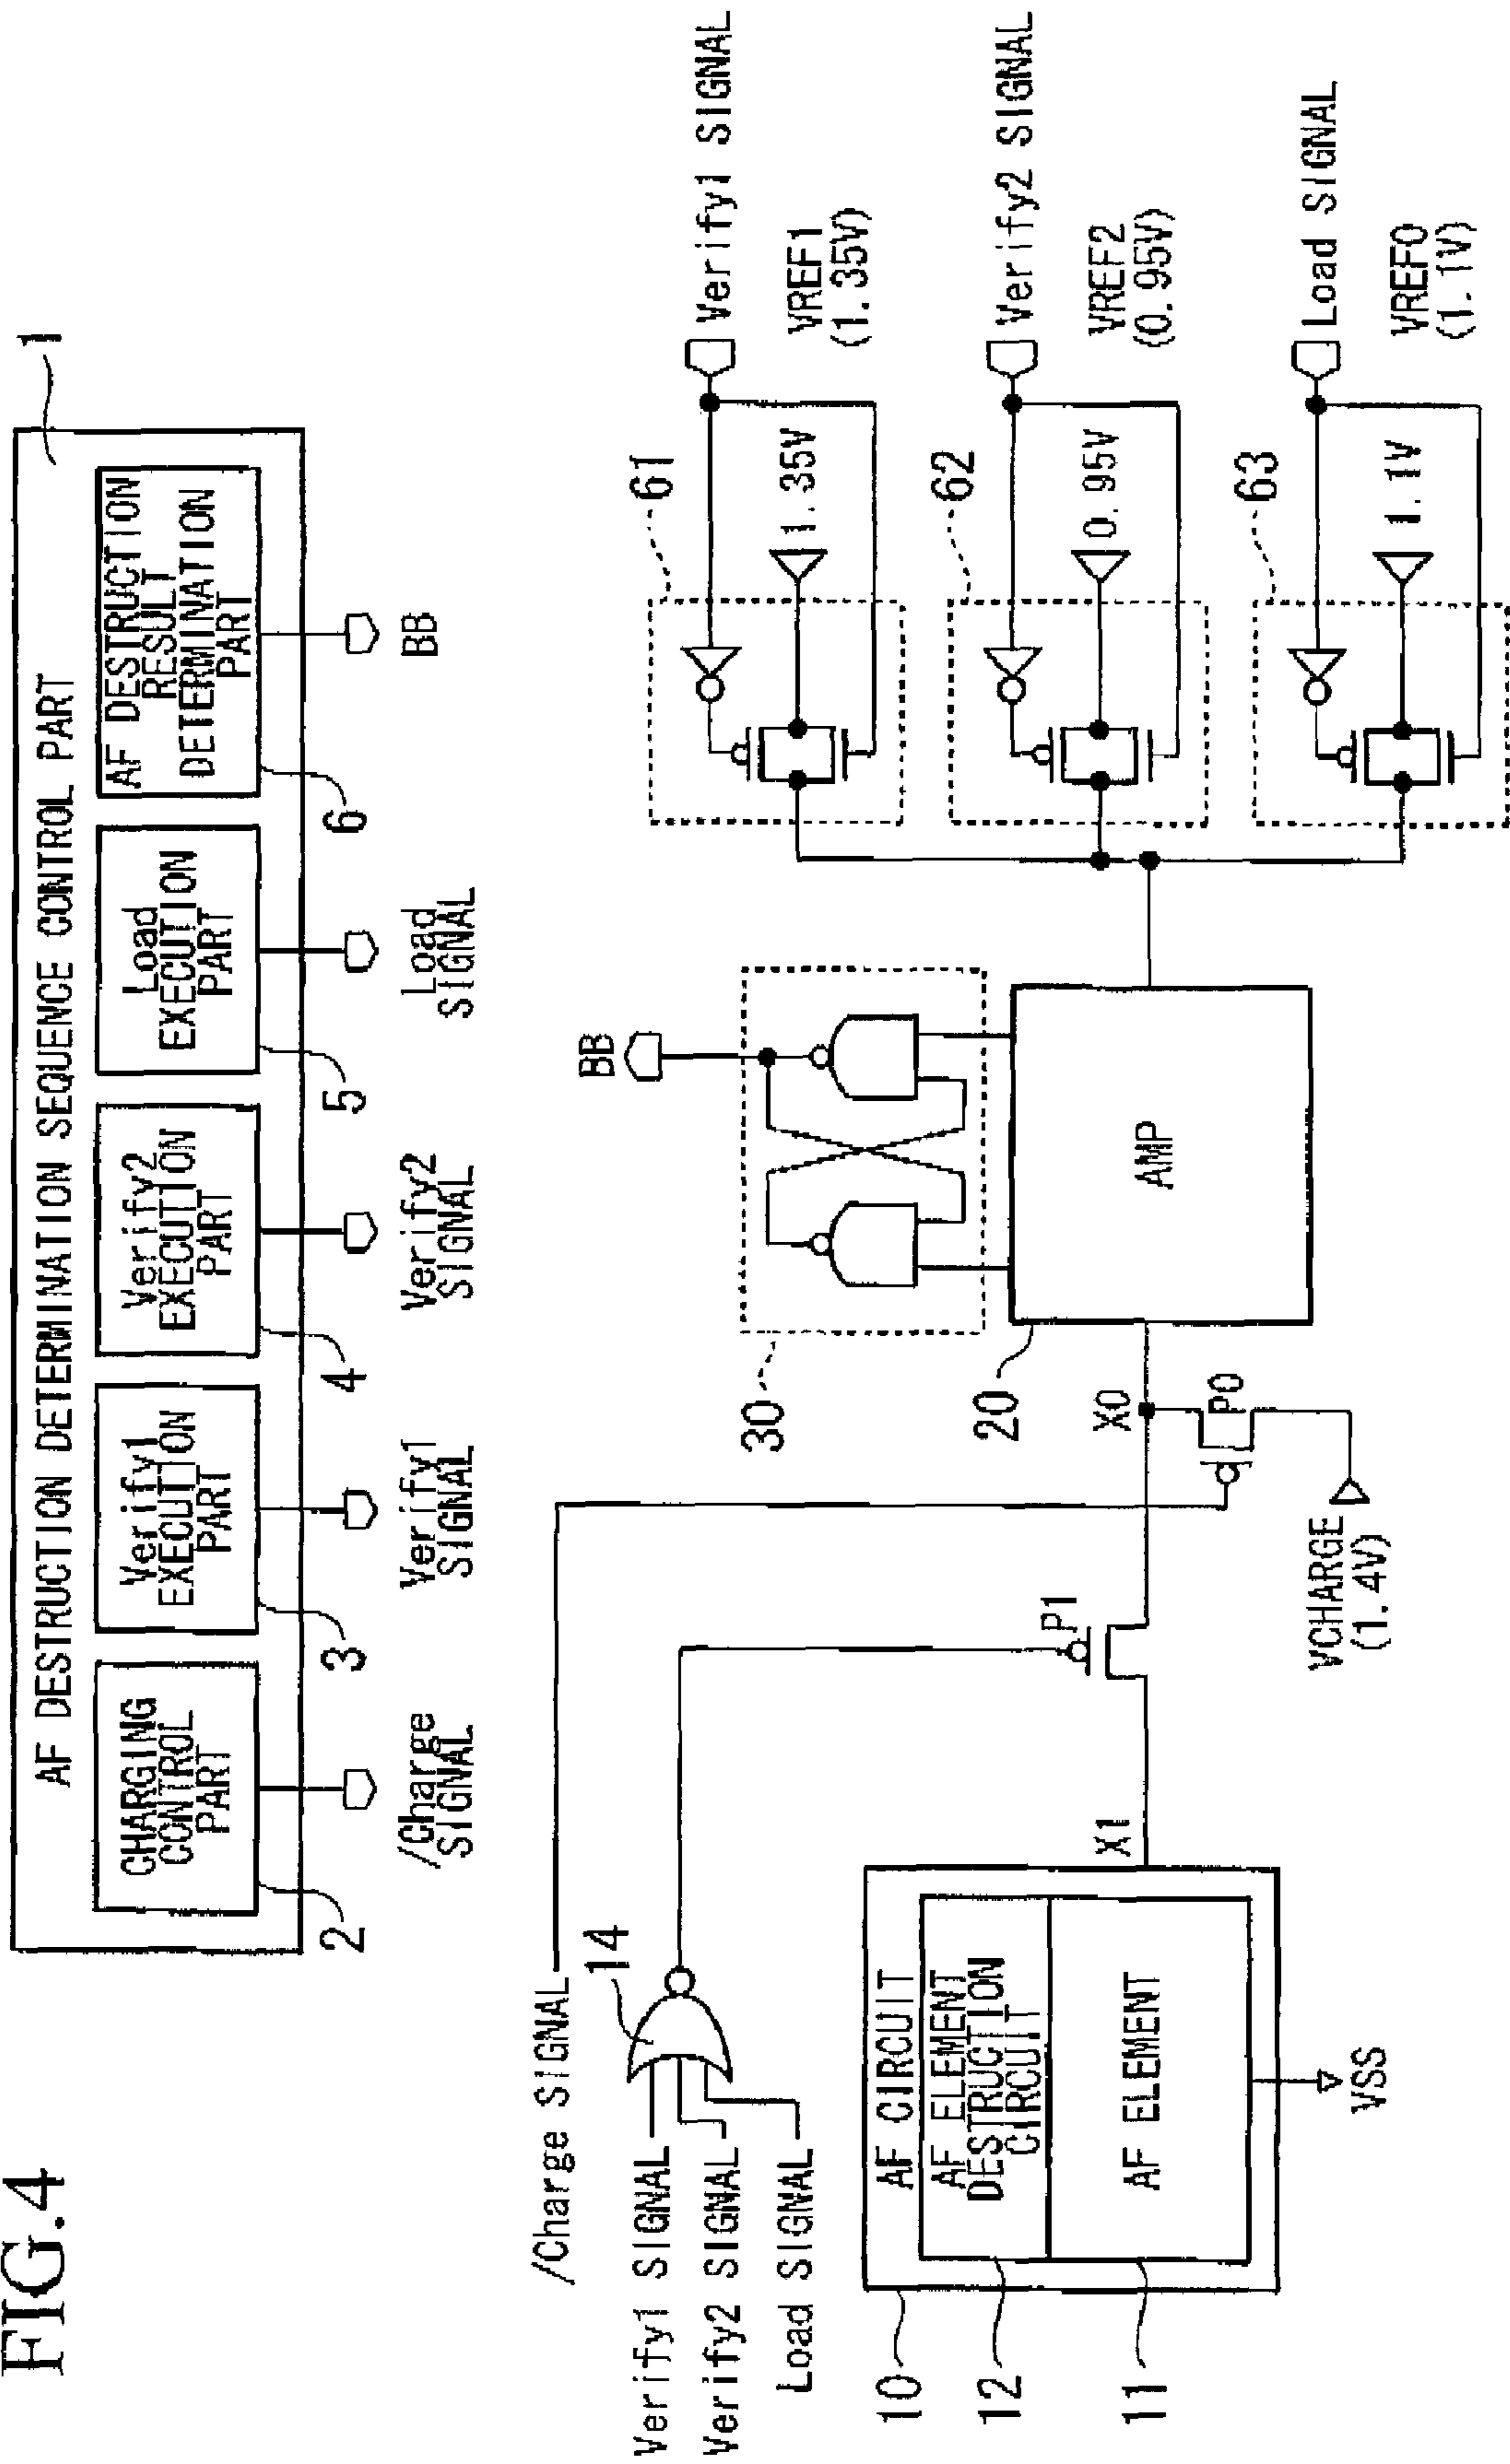 FIG.4
AF DESTRUCTION DETERMINATION SEQUENCE CONTROL PART
1
CHARGING
CONTROL
PART
Verify1
EXECUTION
PART
Verify2
EXECUTION
PART
Load
EXECUTION
PART
AF DESTRUCTION
RESULT
DETERMINATION
PART
2
3
4
5
6
/Charge
SIGNAL
Verify1
SIGNAL
Verify2
SIGNAL
Load
SIGNAL
BB
/Charge SIGNAL
14
Verify1 SIGNAL
Verify2 SIGNAL
Load SIGNAL
10
12
11
AF CIRCUIT
AF ELEMENT
DESTRUCTION
CIRCUIT
AF ELEMENT
VSS
X1
P1
X0
P0
VCHARGE
(1.4V)
20
AMP
30
BB
61
1.35V
Verify1 SIGNAL
VREF1
(1.35V)
62
0.95V
Verify2 SIGNAL
VREF2
(0.95V)
63
1.1V
Load SIGNAL
VREF0
(1.1V)